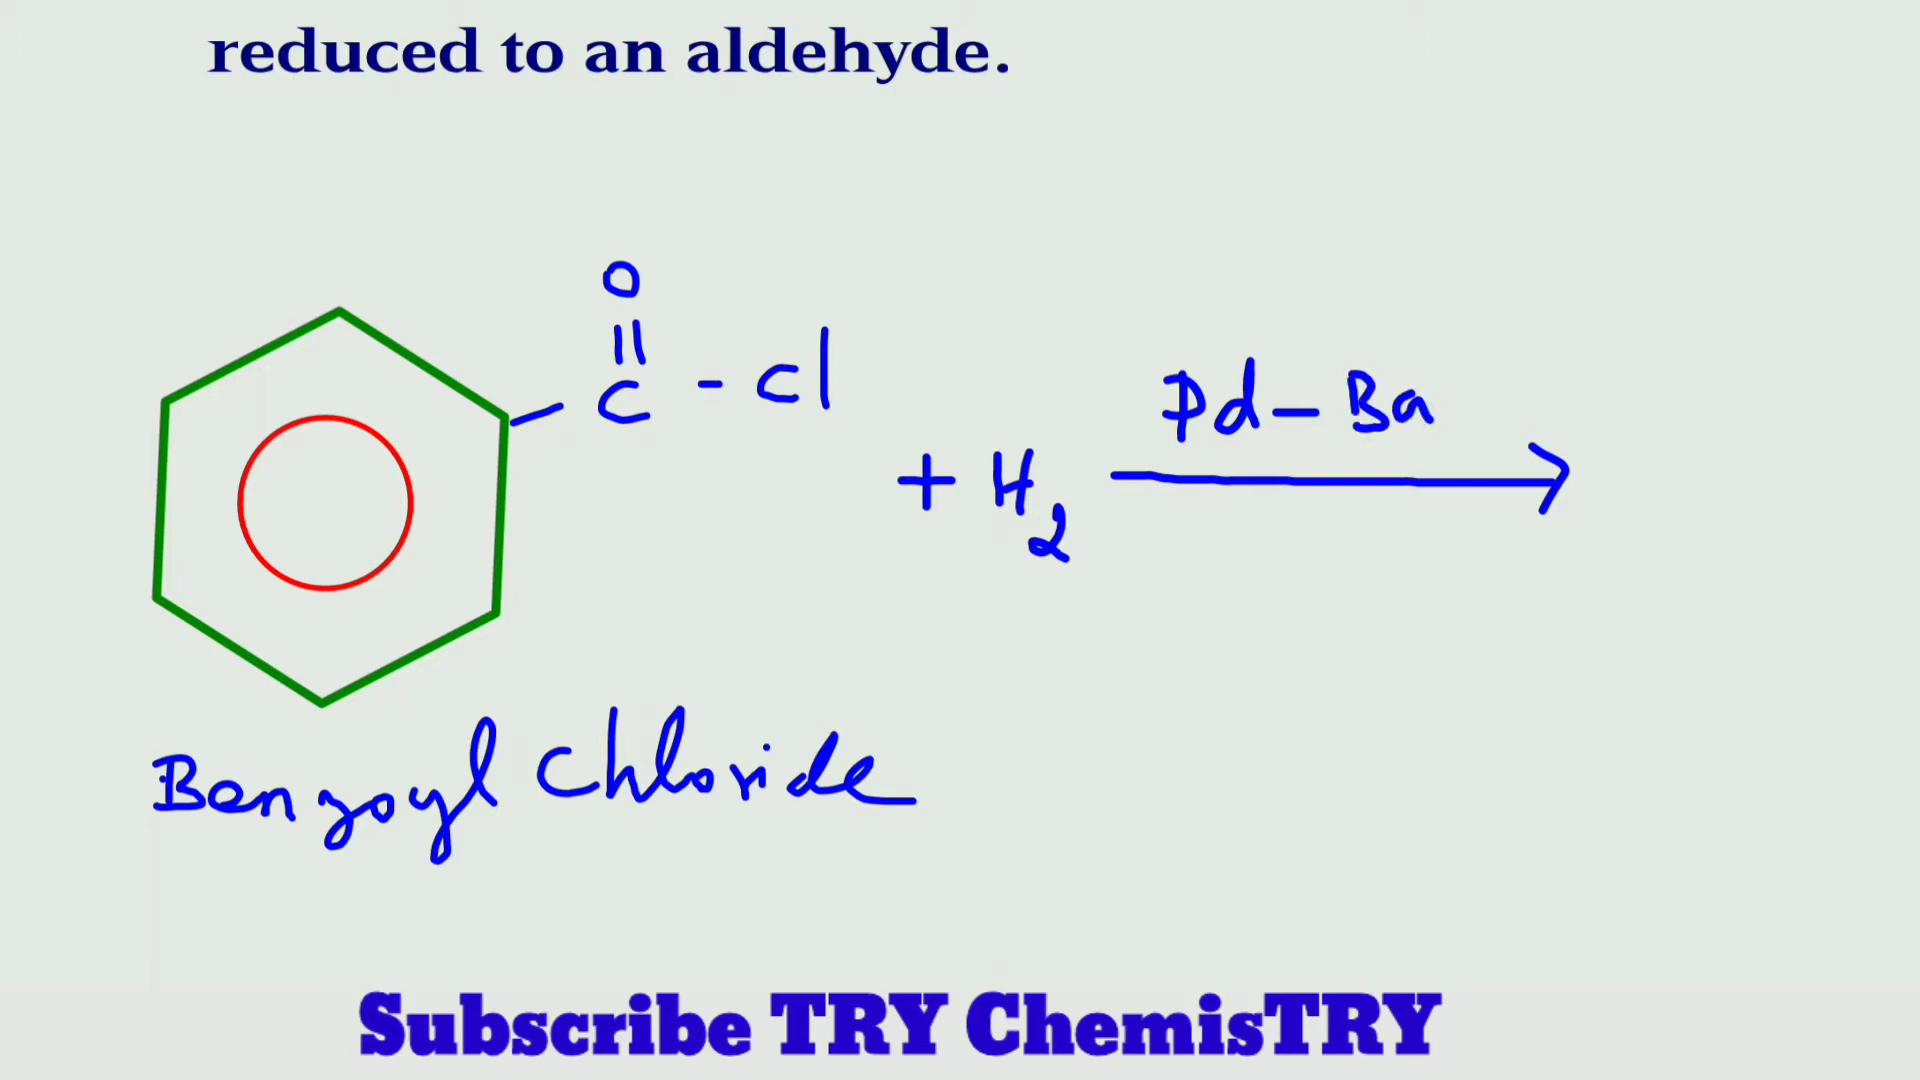 reduced to an aldehyde.
O
||
C - Cl
+ H2
Pd - Ba
Benzoyl Chloride
Subscribe TRY ChemisTRY